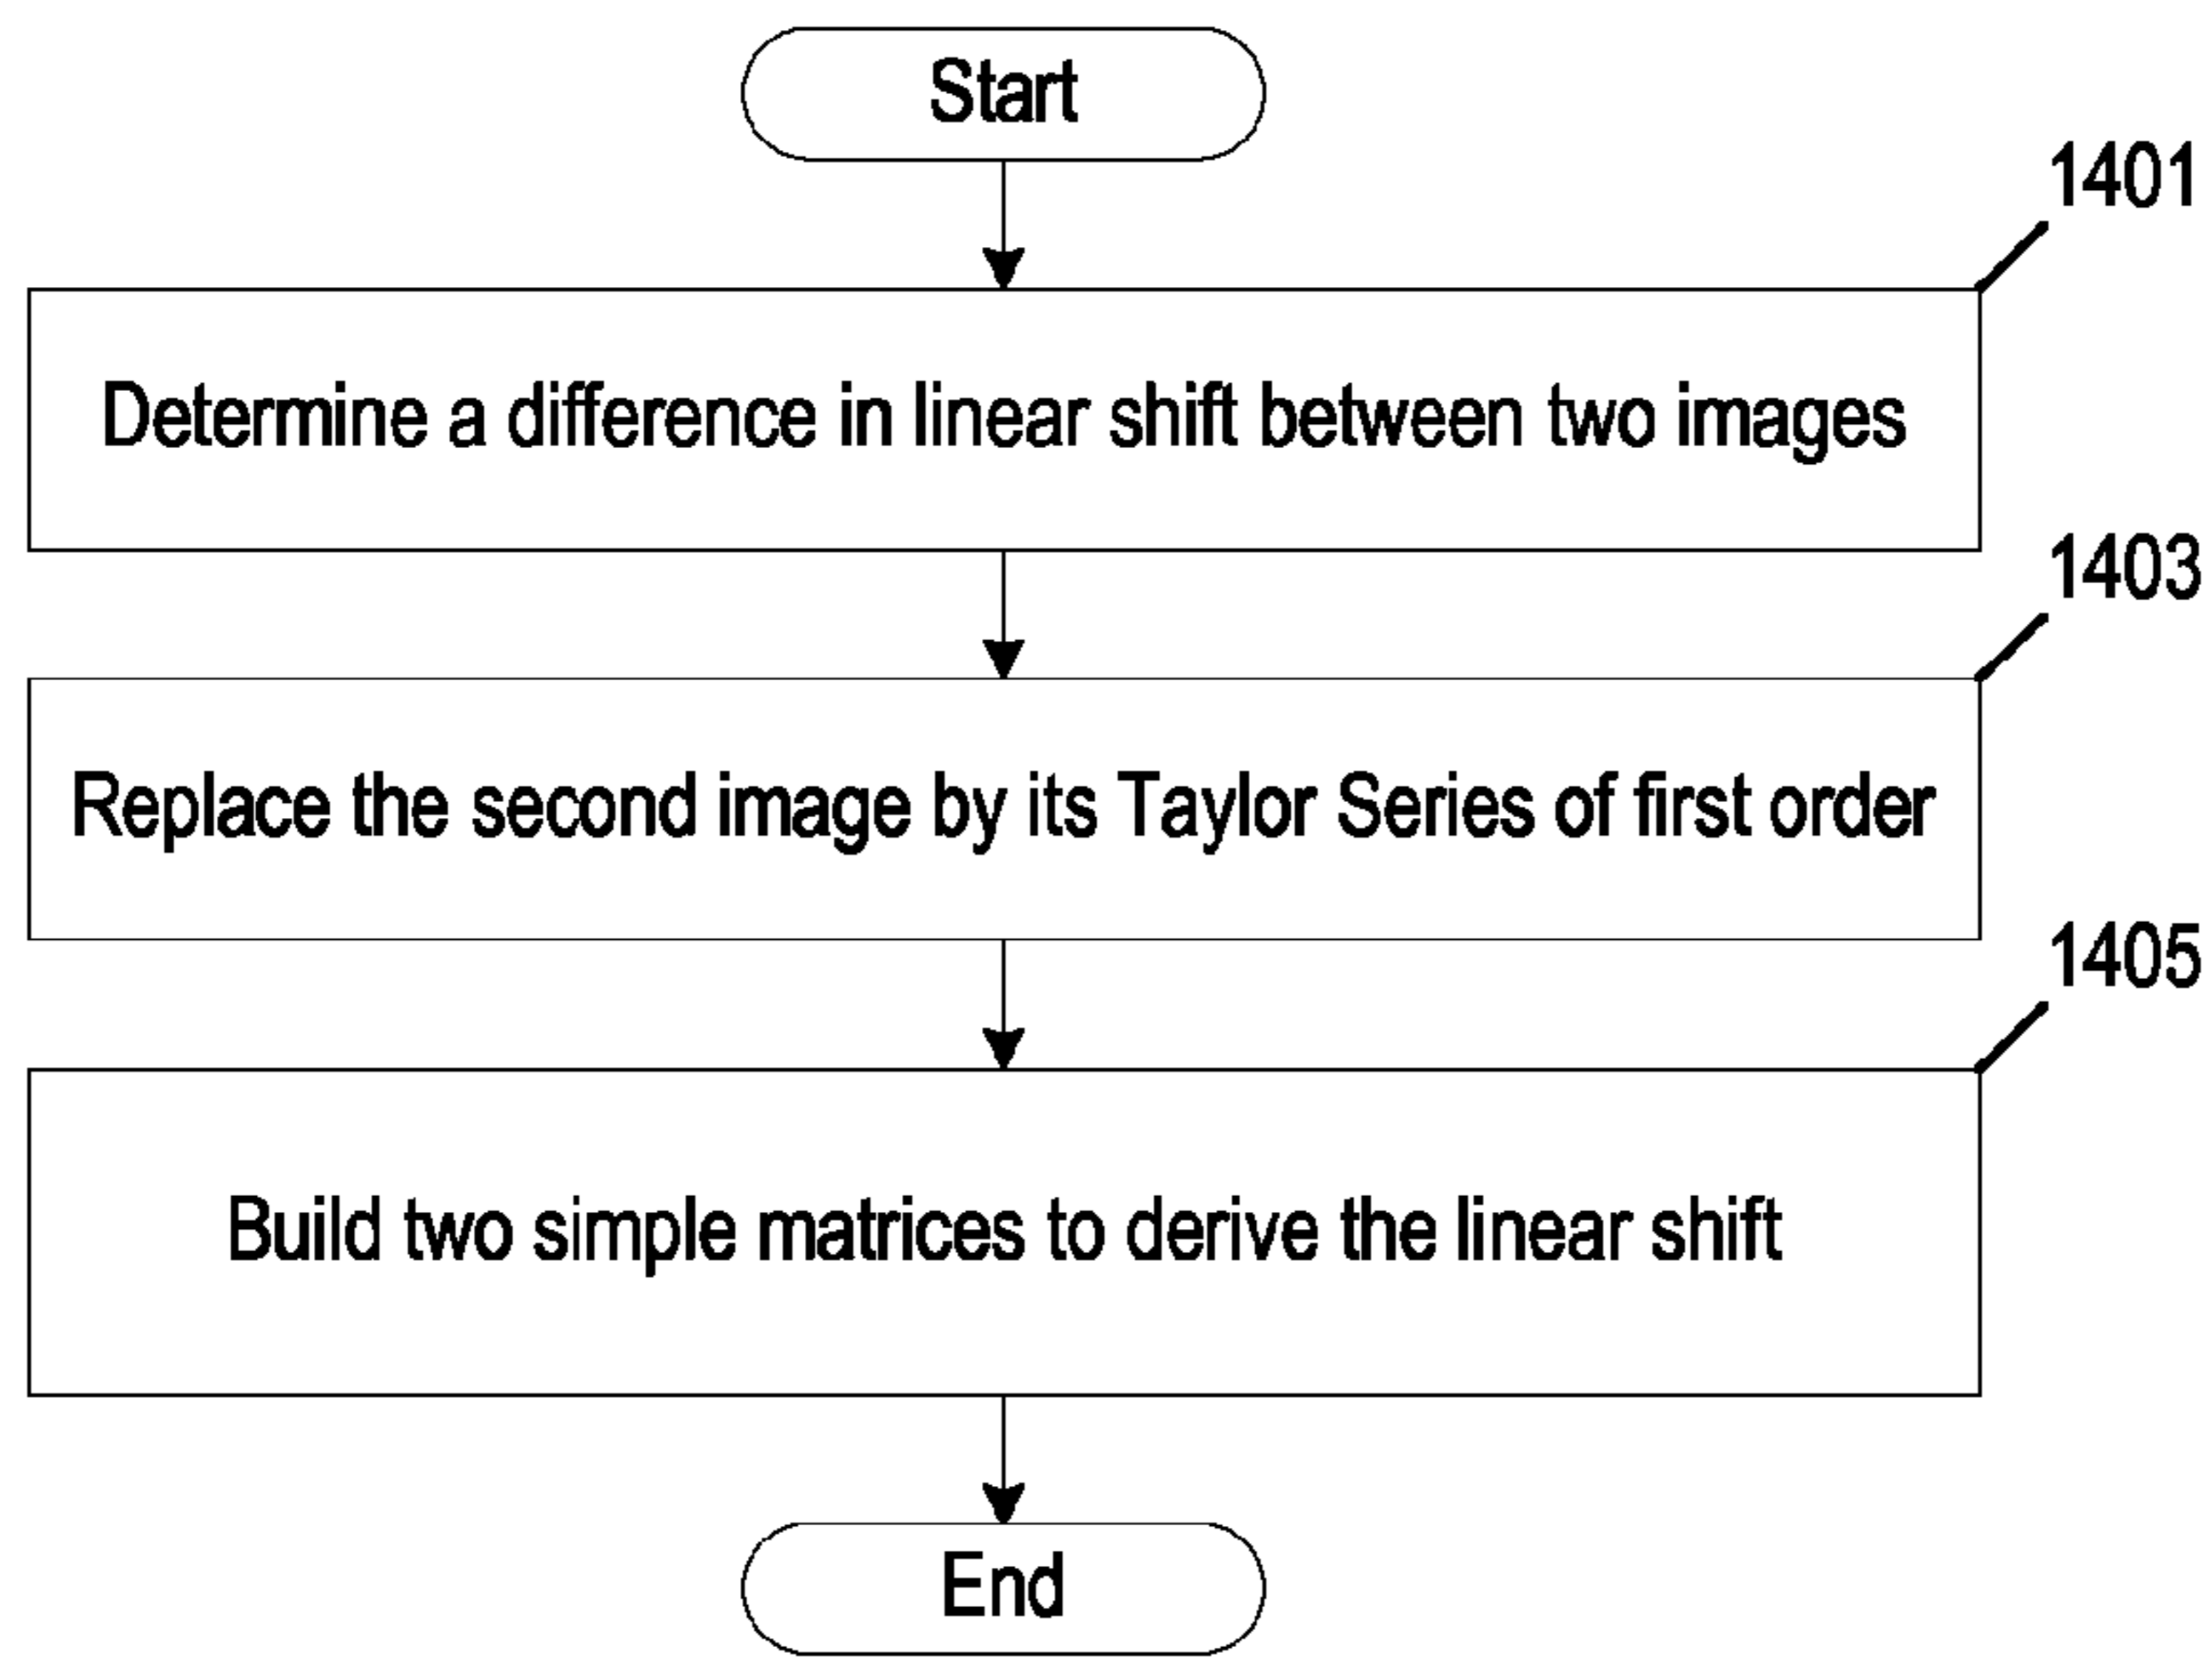 Start
1401
Determine a difference in linear shift between two images
1403
Replace the second image by its Taylor Series of first order
1405
Build two simple matrices to derive the linear shift
End